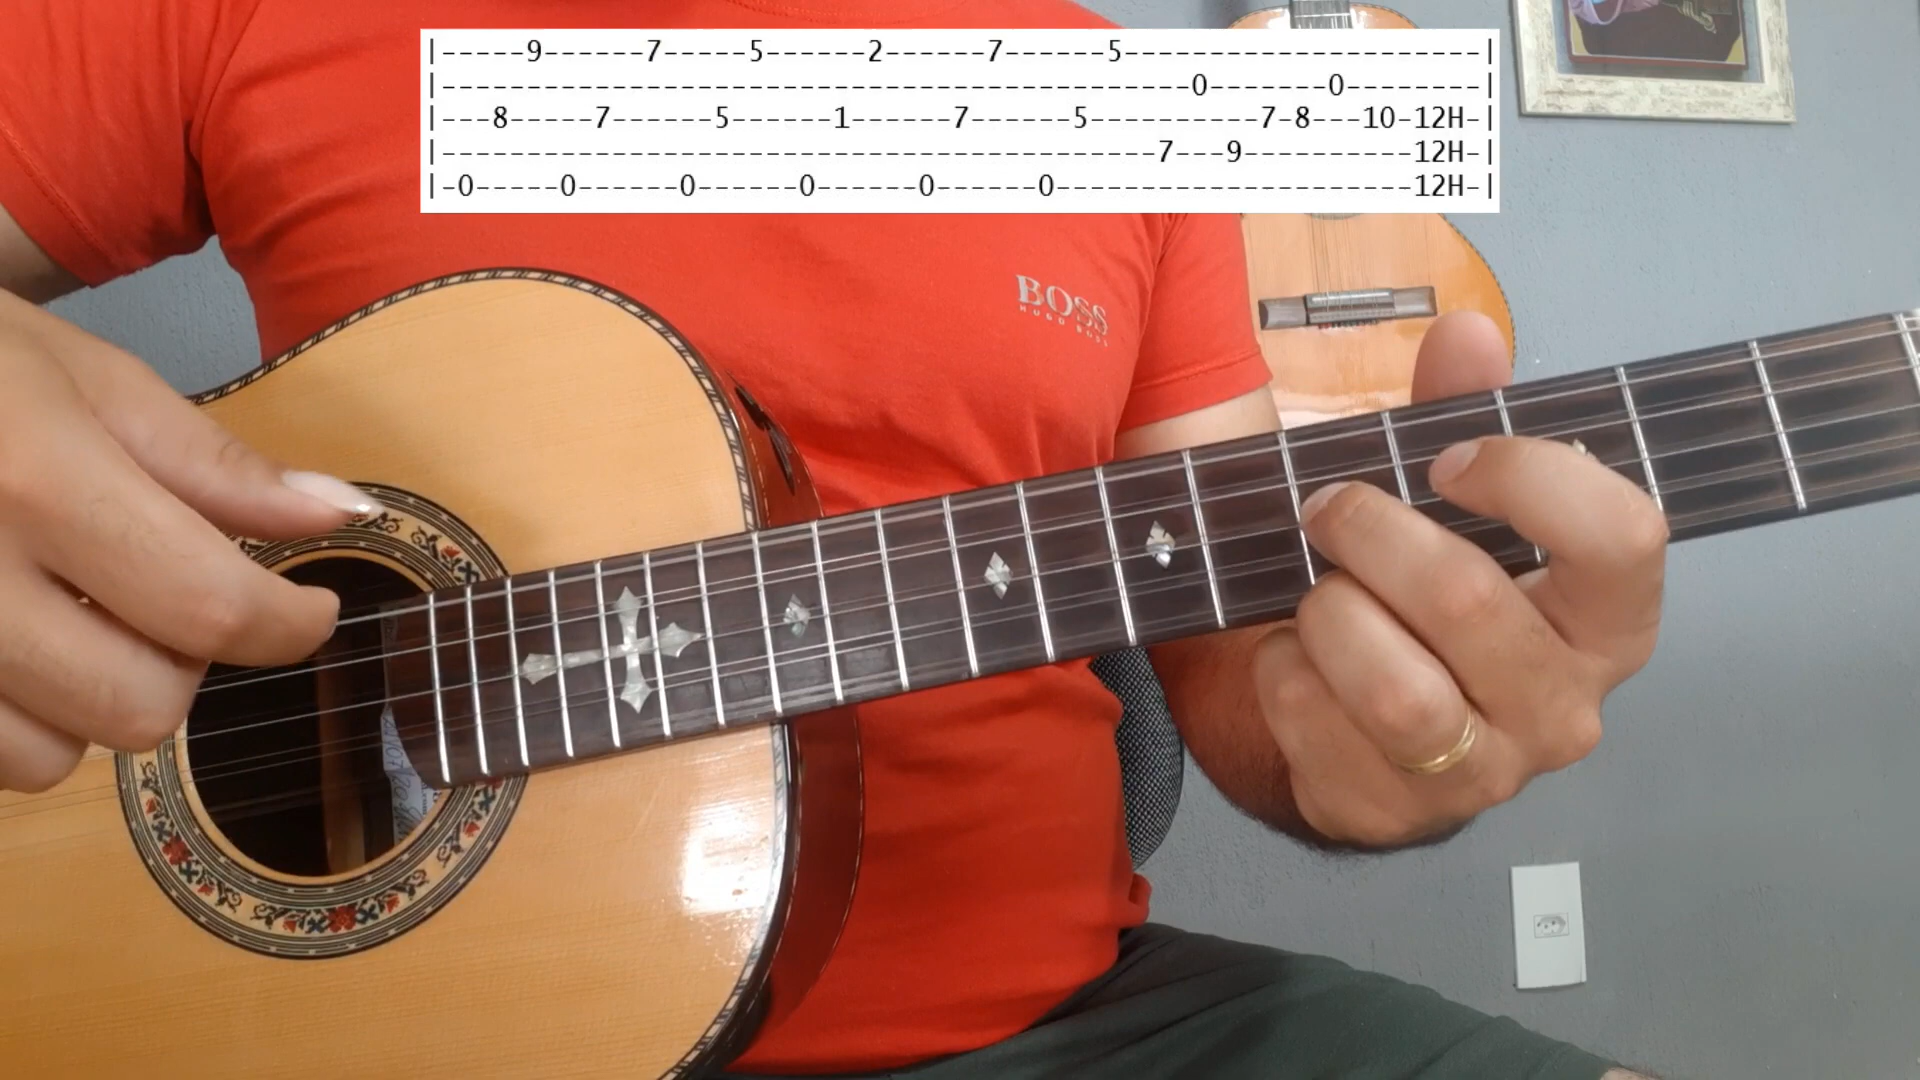 |-----9------7-----5------2------7------5---------------------|
|--------------------------------------------0-------0--------|
|---8-----7------5------1------7------5----------7-8---10-12H-|
|------------------------------------------7---9----------12H-|
|-0-----0------0------0------0------0---------------------12H-|
BOSS
HUGO BOSS